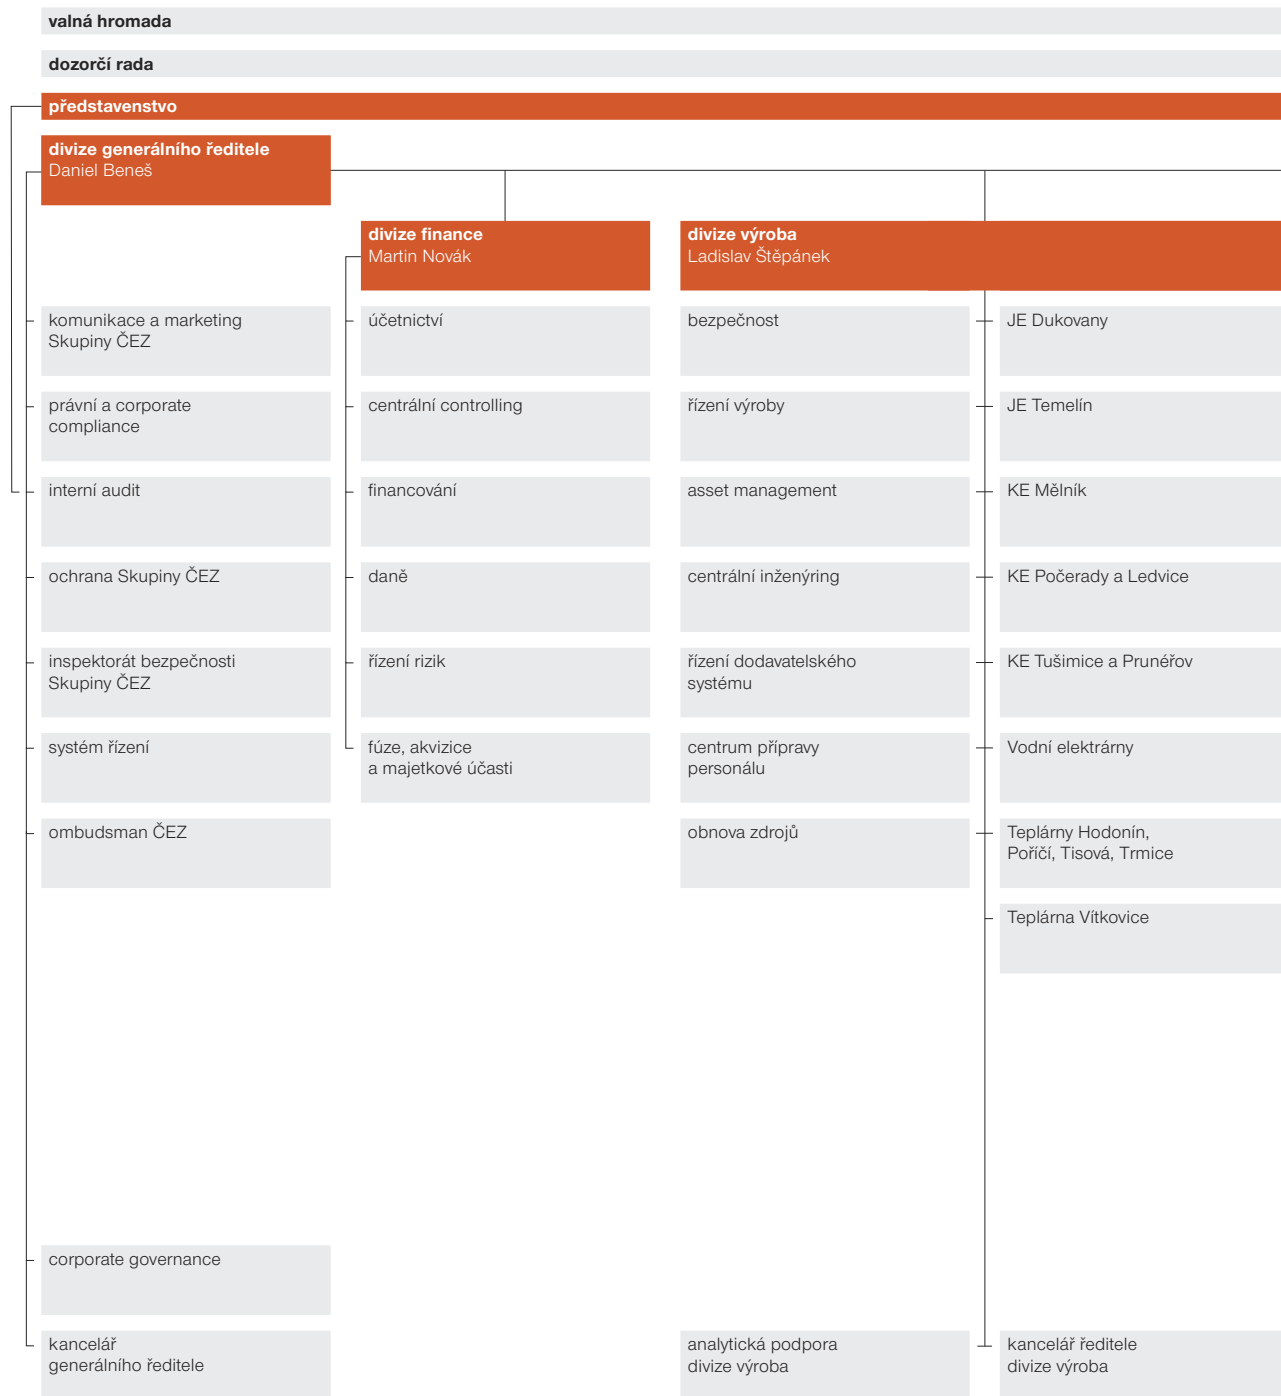 valná hromada
dozorčí rada
představenstvo
divize generálního ředitele
Daniel Beneš
divize finance
Martin Novák
divize výroba
Ladislav Štěpánek
komunikace a marketing
Skupiny ČEZ
účetnictví
bezpečnost
JE Dukovany
právní a corporate
compliance
centrální controlling
řízení výroby
JE Temelín
interní audit
financování
asset management
KE Mělník
ochrana Skupiny ČEZ
daně
centrální inženýring
KE Počerady a Ledvice
inspektorát bezpečnosti
Skupiny ČEZ
řízení rizik
řízení dodavatelského
systému
KE Tušimice a Prunéřov
systém řízení
fúze, akvizice
a majetkové účasti
centrum přípravy
personálu
Vodní elektrárny
ombudsman ČEZ
obnova zdrojů
Teplárny Hodonín,
Poříčí, Tisová, Trmice
Teplárna Vítkovice
corporate governance
kancelář
generálního ředitele
analytická podpora
divize výroba
kancelář ředitele
divize výroba